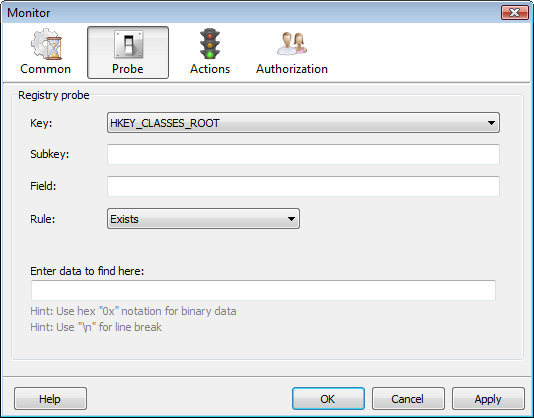 Monitor
Common Probe Actions Authorization
Registry probe
Key: HKEY_CLASSES_ROOT
Subkey:
Field:
Rule: Exists
Enter data to find here:
Hint: Use hex "0x" notation for binary data
Hint: Use "\n" for line break
Help OK Cancel Apply